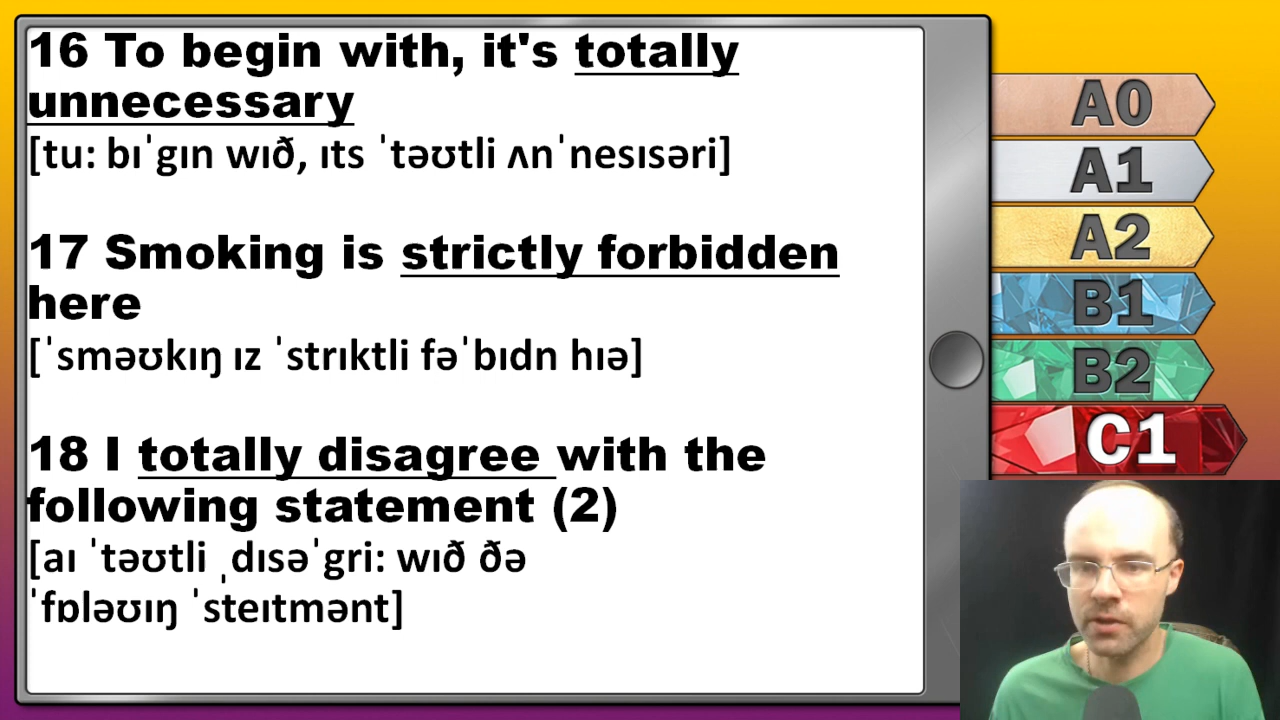 16 To begin with, it's totally
unnecessary
[tu: bɪˈgɪn wɪð, ɪts ˈtəʊtli ʌnˈnesɪsəri]
17 Smoking is strictly forbidden
here
[ˈsməʊkɪŋ ɪz ˈstrɪktli fəˈbɪdn hɪə]
18 I totally disagree with the
following statement (2)
[aɪ ˈtəʊtli ˌdɪsəˈgri: wɪð ðə
ˈfɒləʊɪŋ ˈsteɪtmənt]
A0
A1
A2
B1
B2
C1